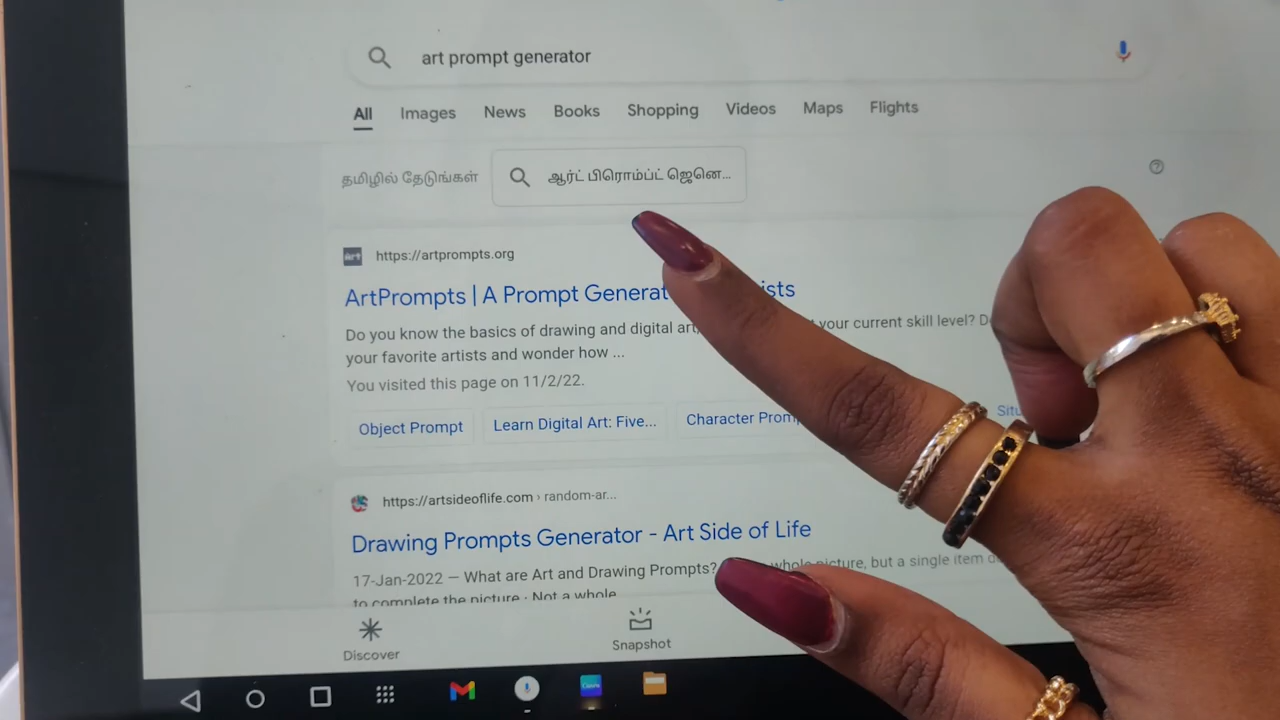 art prompt generator
All Images News Books Shopping Videos Maps Flights
தமிழில் தேடுங்கள் ஆர்ட் பிரொம்ப்ட் ஜெனெ...
Art
https://artprompts.org
ArtPrompts | A Prompt Generat ists
Do you know the basics of drawing and digital art, your current skill level? D
your favorite artists and wonder how ...
You visited this page on 11/2/22.
Object Prompt Learn Digital Art: Five... Character Prom Situ
https://artsideoflife.com › random-ar...
Drawing Prompts Generator - Art Side of Life
17-Jan-2022 — What are Art and Drawing Prompts? whole picture, but a single item
to complete the picture · Not a whole
Discover Snapshot
Canva